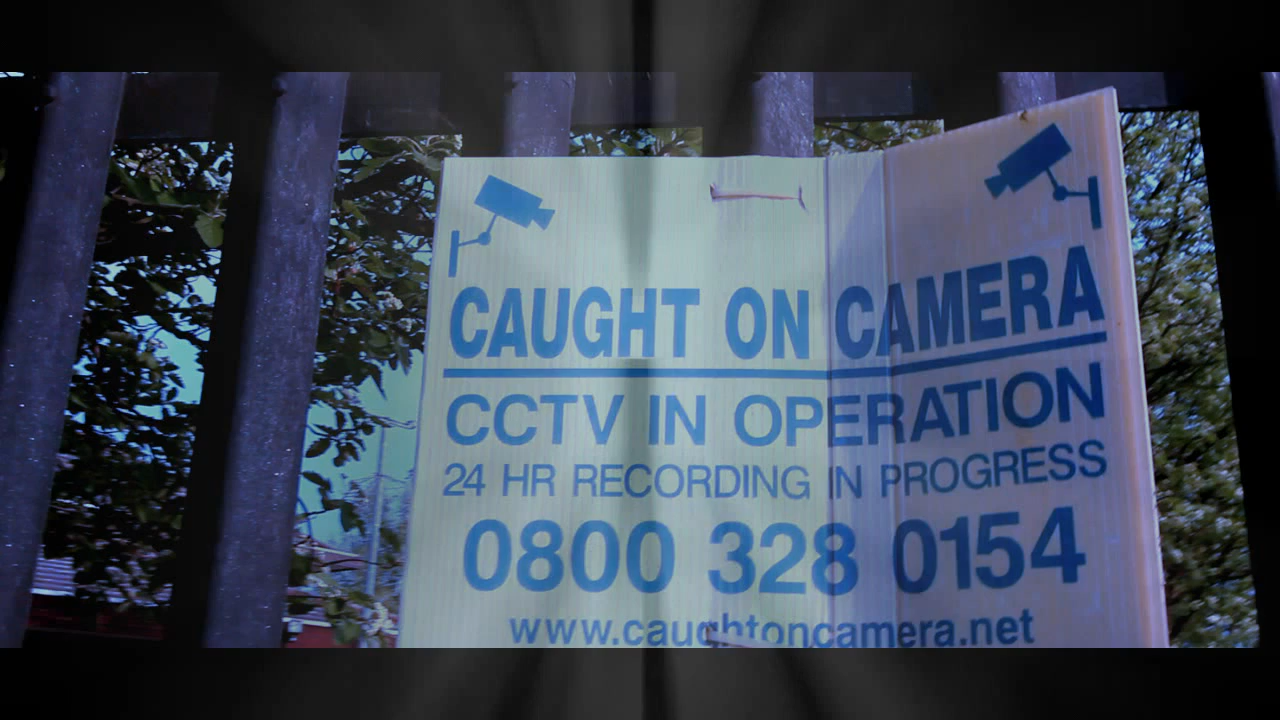 CAUGHT ON CAMERA
CCTV IN OPERATION
24 HR RECORDING IN PROGRESS
0800 328 0154
www.caughtoncamera.net